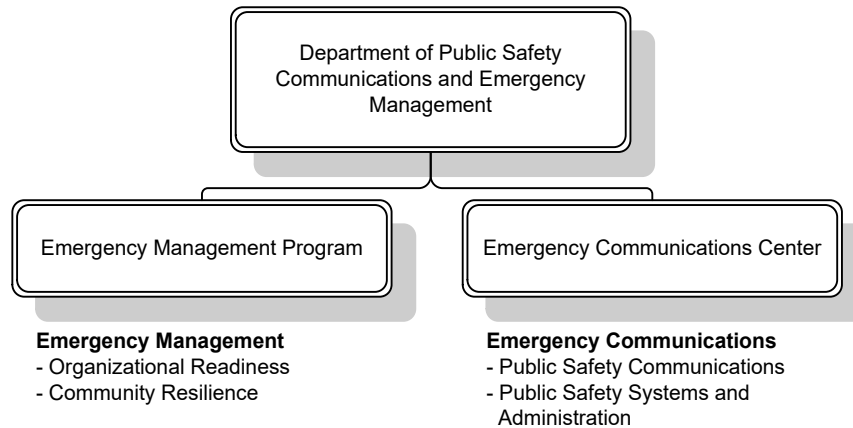 Department of Public Safety
Communications and Emergency
Management
Emergency Management Program
Emergency Communications Center
Emergency Management
- Organizational Readiness
- Community Resilience
Emergency Communications
- Public Safety Communications
- Public Safety Systems and
Administration